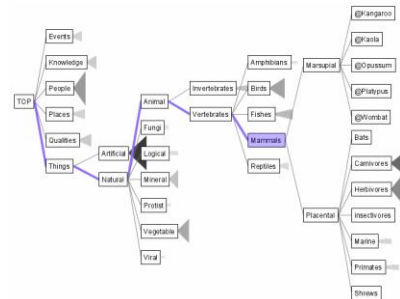 TOP
Events
Knowledge
People
Places
Qualities
Things
Artificial
Natural
Animal
Fungi
Logical
Mineral
Protist
Vegetable
Viral
Invertebrates
Vertebrates
Amphibians
Birds
Fishes
Mammals
Reptiles
Marsupial
Placental
@Kangaroo
@Kaola
@Opussum
@Platypus
@Wombat
Bats
Carnivores
Herbivores
insectivores
Marine
Primates
Shrews